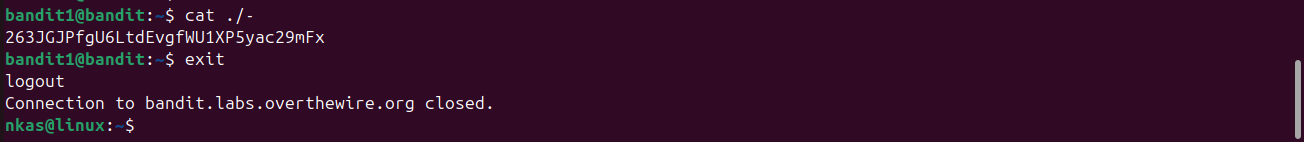 bandit1@bandit:~$ cat ./-
263JGJPfgU6LtdEvgfWU1XP5yac29mFx
bandit1@bandit:~$ exit
logout
Connection to bandit.labs.overthewire.org closed.
nkas@linux:~$